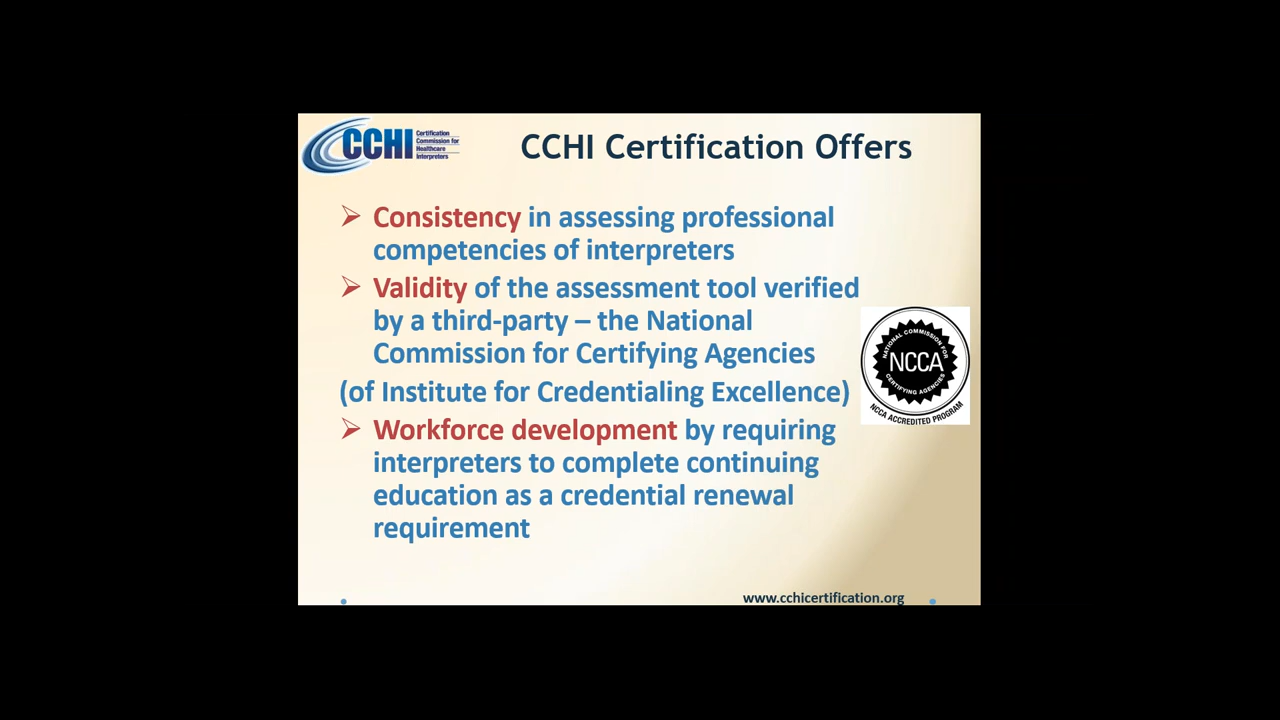 CCHI
Certification
Commission for
Healthcare
Interpreters
CCHI Certification Offers
Consistency in assessing professional
competencies of interpreters
Validity of the assessment tool verified
by a third-party – the National
Commission for Certifying Agencies
(of Institute for Credentialing Excellence)
NATIONAL COMMISSION FOR
NCCA
CERTIFYING AGENCIES
NCCA ACCREDITED PROGRAM
Workforce development by requiring
interpreters to complete continuing
education as a credential renewal
requirement
www.cchicertification.org